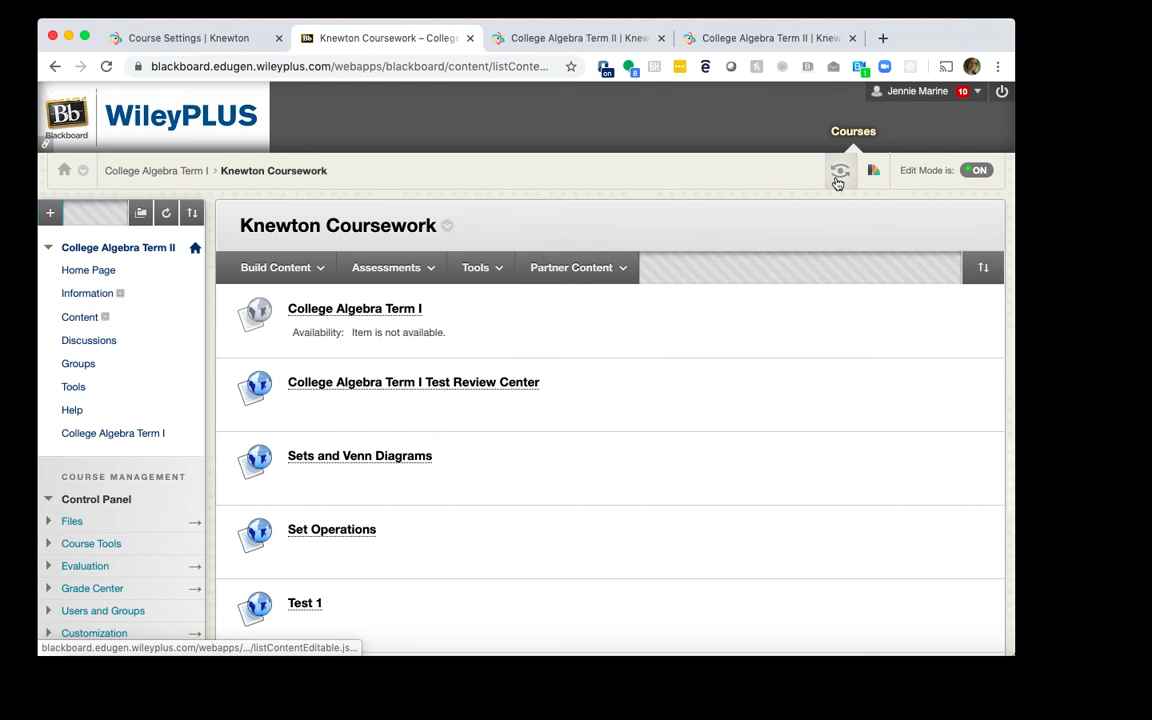 Course Settings | Knewton
Knewton Coursework – Colleg
College Algebra Term II | Knew
College Algebra Term II | Knew
blackboard.edugen.wileyplus.com/webapps/blackboard/content/listConte...
on
8
1
Bb
Blackboard
WileyPLUS
Jennie Marine 10
Courses
College Algebra Term I > Knewton Coursework
Edit Mode is: ON
College Algebra Term II
Home Page
Information
Content
Discussions
Groups
Tools
Help
College Algebra Term I
COURSE MANAGEMENT
Control Panel
Files
Course Tools
Evaluation
Grade Center
Users and Groups
Customization
Knewton Coursework
Build Content Assessments Tools Partner Content
College Algebra Term I
Availability: Item is not available.
College Algebra Term I Test Review Center
Sets and Venn Diagrams
Set Operations
Test 1
blackboard.edugen.wileyplus.com/webapps/.../listContentEditable.js...